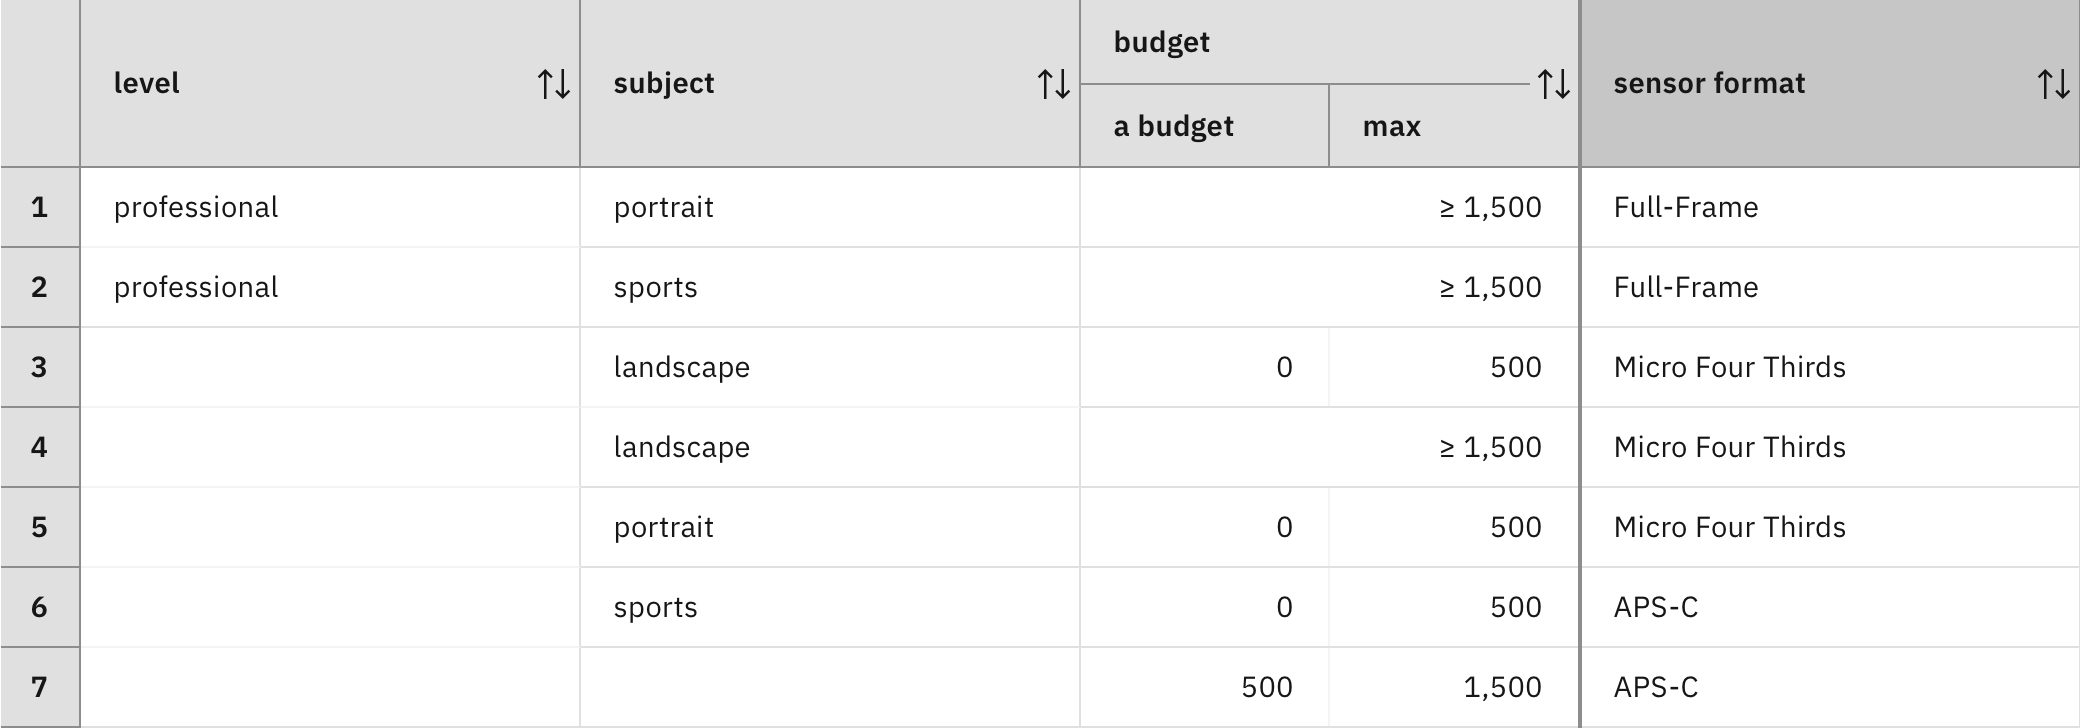 level ↑↓ subject ↑↓ budget ↑↓ sensor format ↑↓
a budget max
1 professional portrait ≥ 1,500 Full-Frame
2 professional sports ≥ 1,500 Full-Frame
3 landscape 0 500 Micro Four Thirds
4 landscape ≥ 1,500 Micro Four Thirds
5 portrait 0 500 Micro Four Thirds
6 sports 0 500 APS-C
7 500 1,500 APS-C